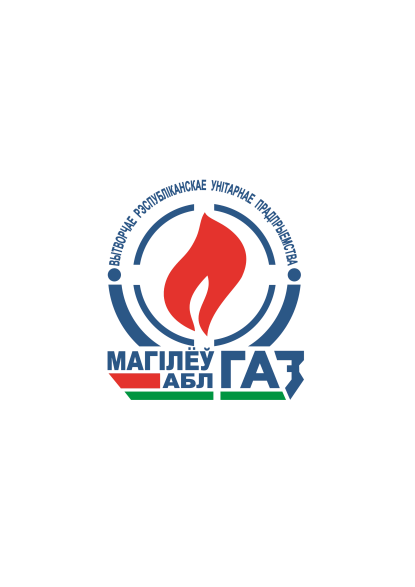 ВЫТВОРЧАЕ РЭСПУБЛІКАНСКАЕ УНІТАРНАЕ ПРАДПРЫЕМСТВА
МАГІЛЁЎ
АБЛ
ГАЗ